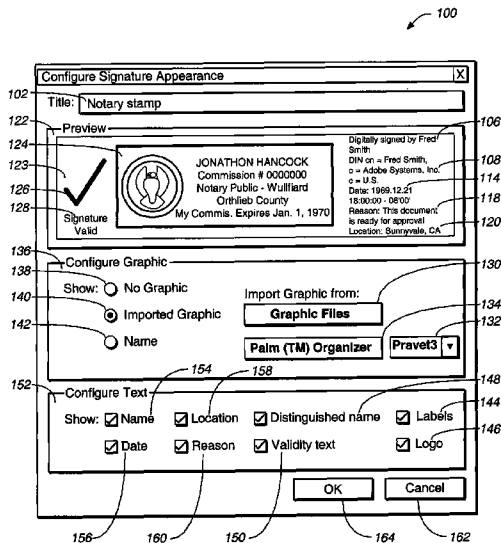 100
Configure Signature Appearance X
102 Title: Notary stamp
122 Preview 106
124 Digitally signed by Fred
Smith
DIN cn = Fred Smith, 108
123 o = Adobe Systems, Inc.
c = U.S. 114
Date: 1969.12.21
18:00:00 - 08'00' 118
Reason: This document
is ready for approval 120
Location: Sunnyvale, CA
JONATHON HANCOCK
Commission # 0000000
Notary Public - Wullfiard
Orthlieb County
My Commis. Expires Jan. 1, 1970
126
128 Signature
Valid
136 Configure Graphic 130
138 Show: No Graphic Import Graphic from:
140 Imported Graphic Graphic Files 134
142 Name Palm (TM) Organizer Pravet3 132
152 Configure Text 154 158 148
Show: Name Location Distinguished name Labels 144
Date Reason Validity text Logo 146
OK Cancel
156 160 150 164 162